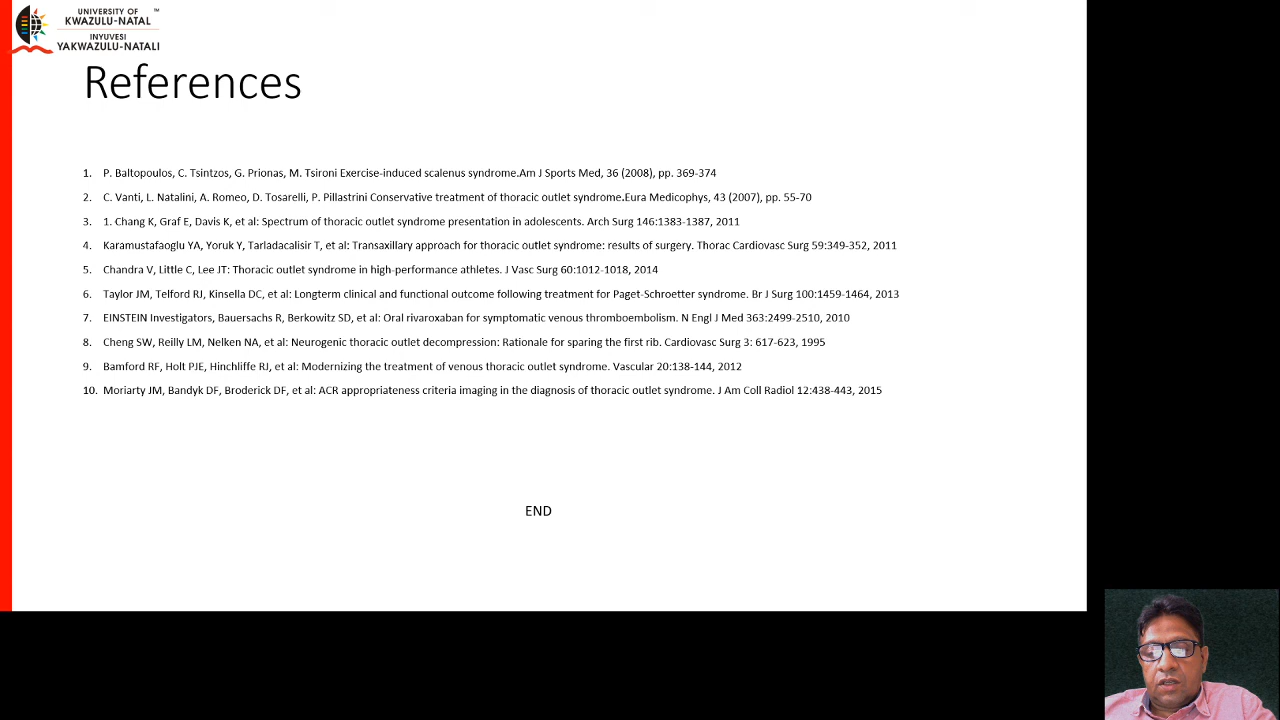 UNIVERSITY OF ™
KWAZULU-NATAL
INYUVESI
YAKWAZULU-NATALI
References
1. P. Baltopoulos, C. Tsintzos, G. Prionas, M. Tsironi Exercise-induced scalenus syndrome.Am J Sports Med, 36 (2008), pp. 369-374
2. C. Vanti, L. Natalini, A. Romeo, D. Tosarelli, P. Pillastrini Conservative treatment of thoracic outlet syndrome.Eura Medicophys, 43 (2007), pp. 55-70
3. 1. Chang K, Graf E, Davis K, et al: Spectrum of thoracic outlet syndrome presentation in adolescents. Arch Surg 146:1383-1387, 2011
4. Karamustafaoglu YA, Yoruk Y, Tarladacalisir T, et al: Transaxillary approach for thoracic outlet syndrome: results of surgery. Thorac Cardiovasc Surg 59:349-352, 2011
5. Chandra V, Little C, Lee JT: Thoracic outlet syndrome in high-performance athletes. J Vasc Surg 60:1012-1018, 2014
6. Taylor JM, Telford RJ, Kinsella DC, et al: Longterm clinical and functional outcome following treatment for Paget-Schroetter syndrome. Br J Surg 100:1459-1464, 2013
7. EINSTEIN Investigators, Bauersachs R, Berkowitz SD, et al: Oral rivaroxaban for symptomatic venous thromboembolism. N Engl J Med 363:2499-2510, 2010
8. Cheng SW, Reilly LM, Nelken NA, et al: Neurogenic thoracic outlet decompression: Rationale for sparing the first rib. Cardiovasc Surg 3: 617-623, 1995
9. Bamford RF, Holt PJE, Hinchliffe RJ, et al: Modernizing the treatment of venous thoracic outlet syndrome. Vascular 20:138-144, 2012
10. Moriarty JM, Bandyk DF, Broderick DF, et al: ACR appropriateness criteria imaging in the diagnosis of thoracic outlet syndrome. J Am Coll Radiol 12:438-443, 2015
END